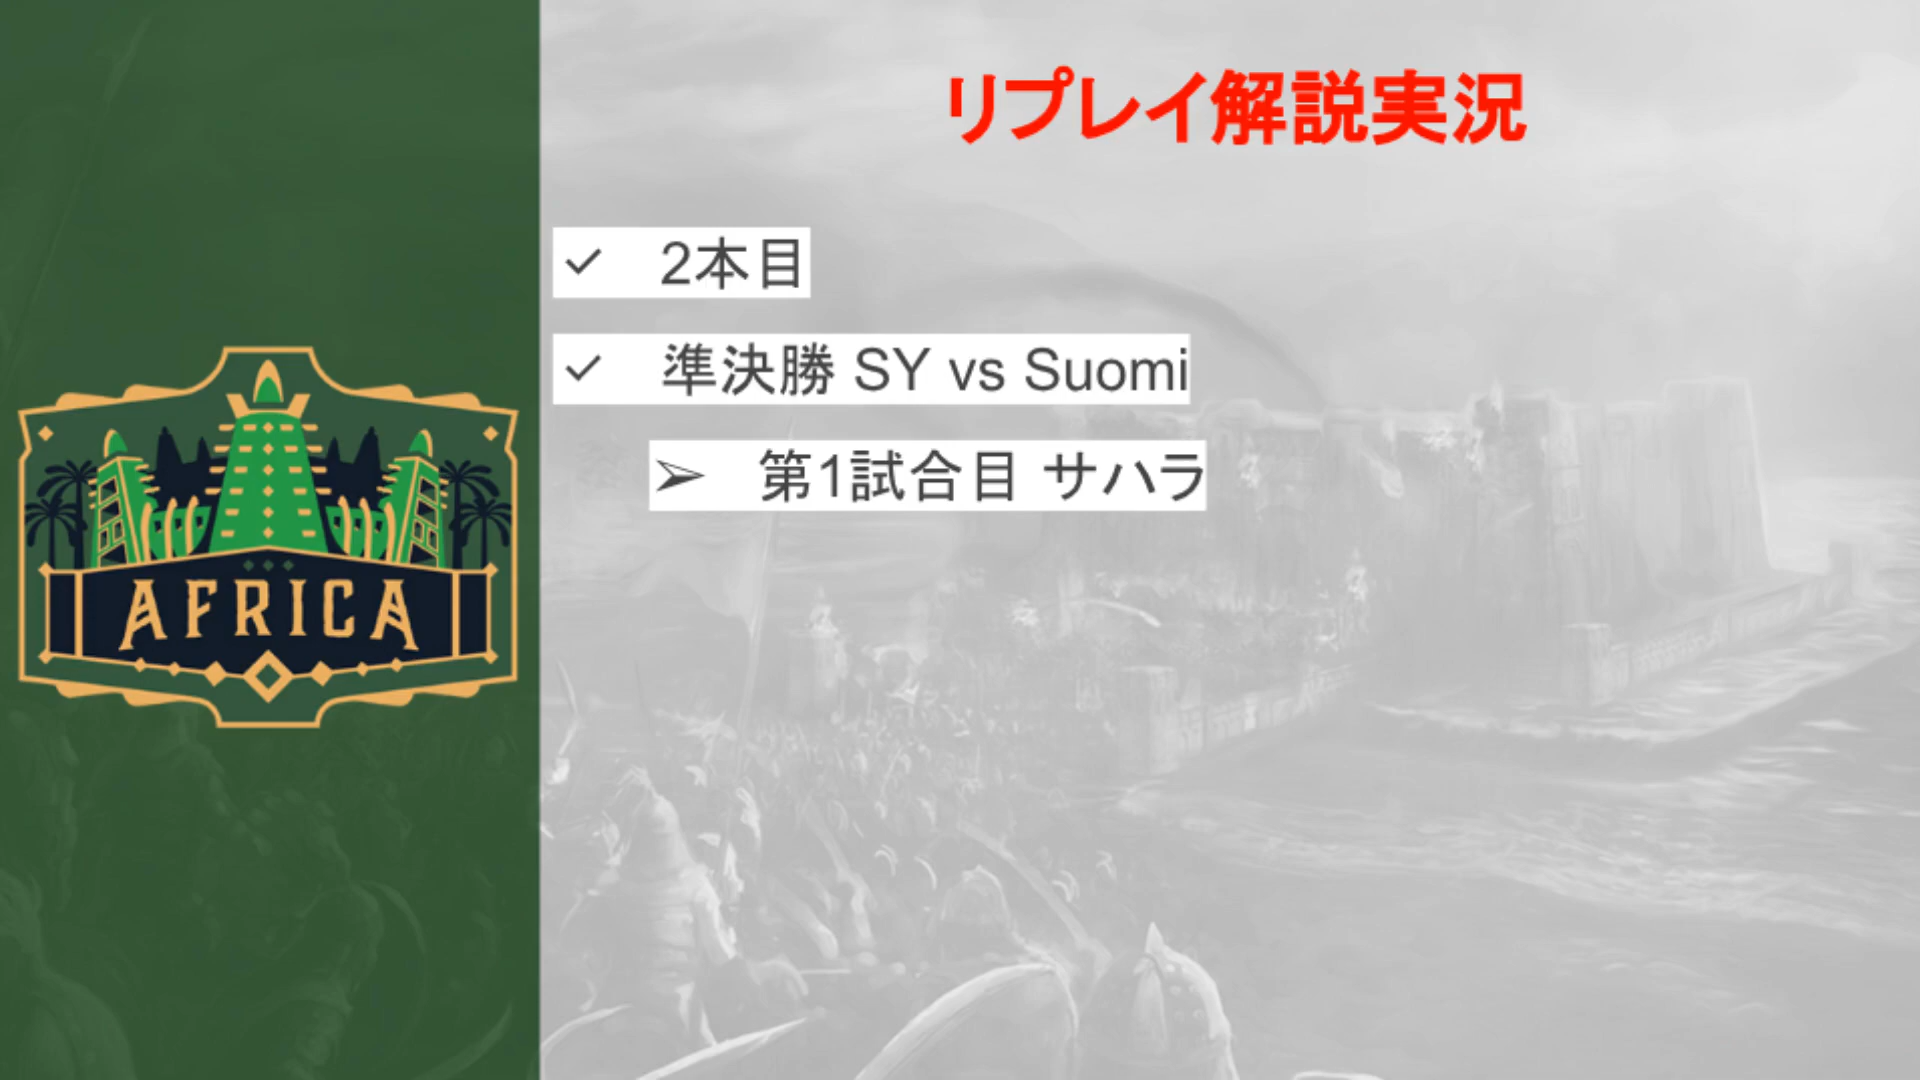 リプレイ解説実況
✓ 2本目
✓ 準決勝 SY vs Suomi
➢ 第1試合目 サハラ
AFRICA